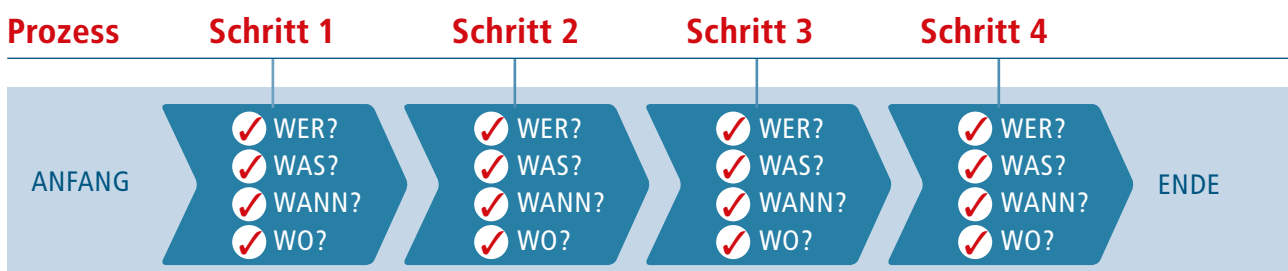 Prozess Schritt 1 Schritt 2 Schritt 3 Schritt 4
ANFANG
WER?
WAS?
WANN?
WO?
WER?
WAS?
WANN?
WO?
WER?
WAS?
WANN?
WO?
WER?
WAS?
WANN?
WO?
ENDE